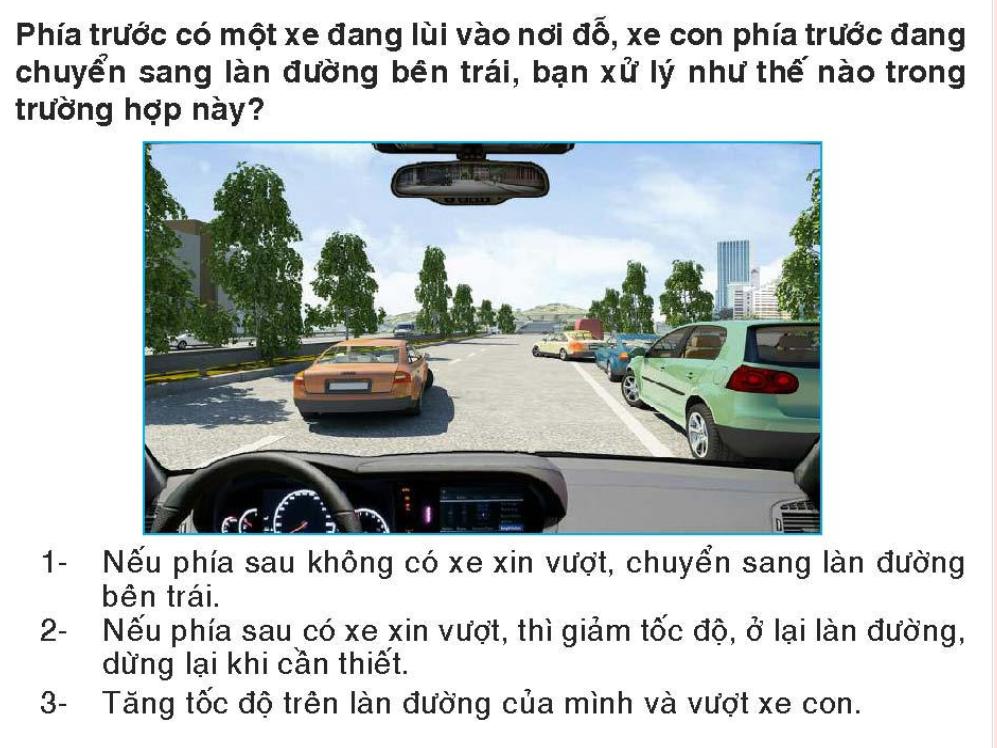 Phía trước có một xe đang lùi vào nơi đỗ, xe con phía trước đang
chuyển sang làn đường bên trái, bạn xử lý như thế nào trong
trường hợp này?
1- Nếu phía sau không có xe xin vượt, chuyển sang làn đường
bên trái.
2- Nếu phía sau có xe xin vượt, thì giảm tốc độ, ở lại làn đường,
dừng lại khi cần thiết.
3- Tăng tốc độ trên làn đường của mình và vượt xe con.